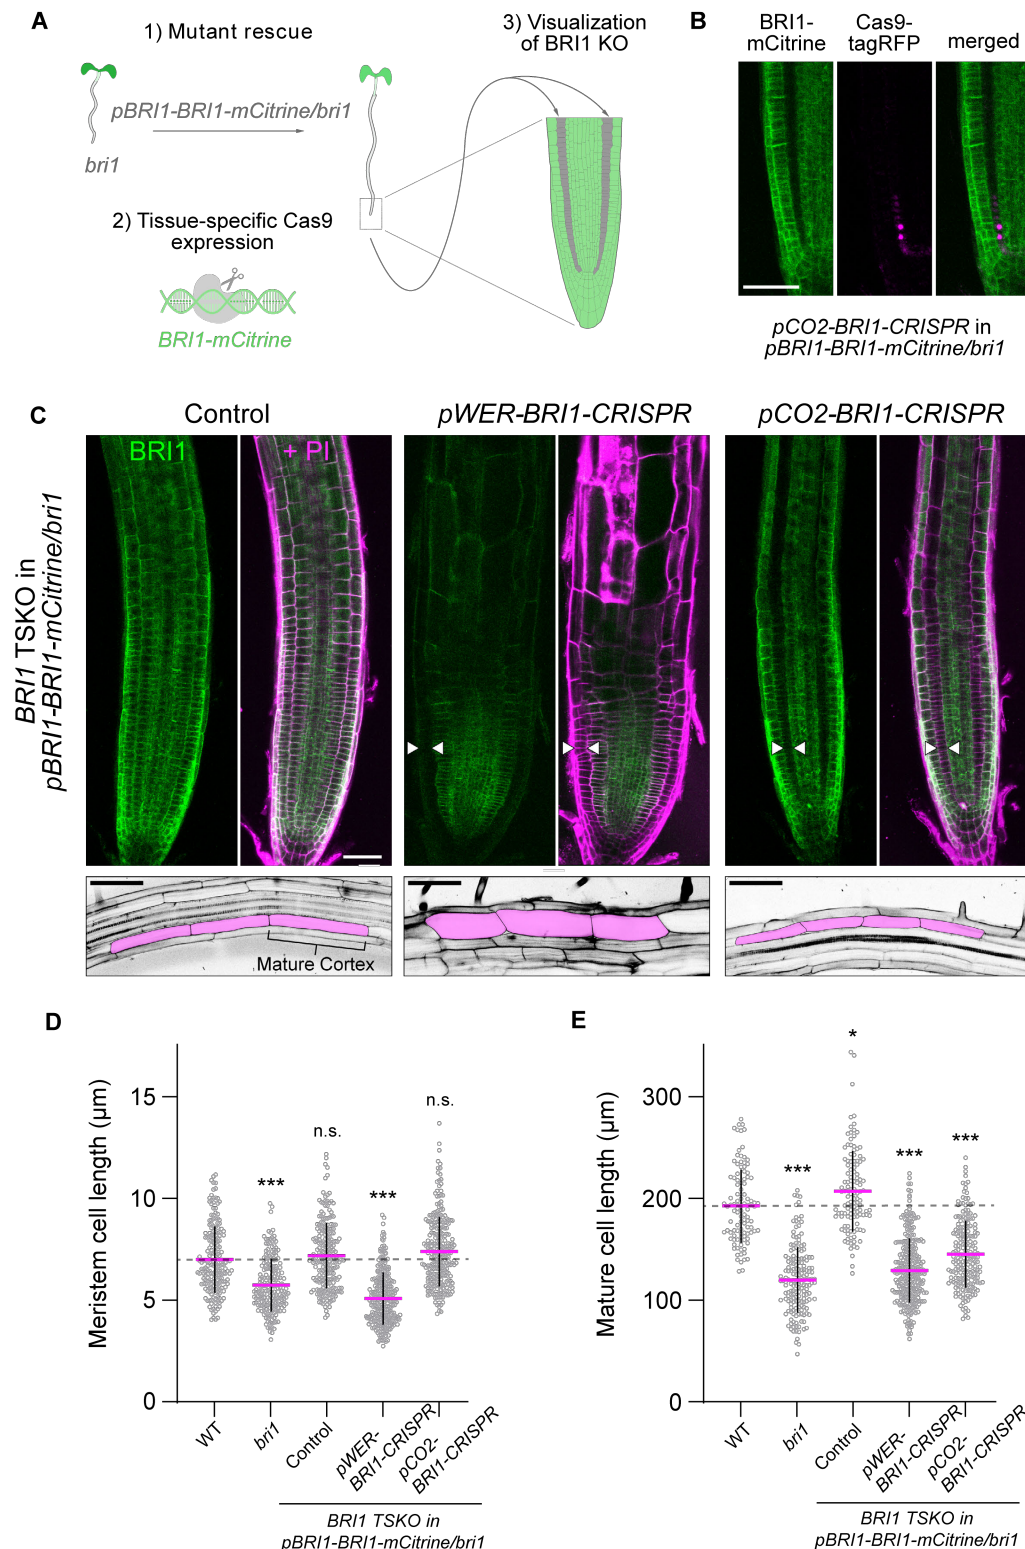 A
1) Mutant rescue
pBRI1-BRI1-mCitrine/bri1
bri1
2) Tissue-specific Cas9
expression
BRI1-mCitrine
3) Visualization
of BRI1 KO
B
BRI1-
mCitrine
Cas9-
tagRFP
merged
pCO2-BRI1-CRISPR in
pBRI1-BRI1-mCitrine/bri1
C
Control
pWER-BRI1-CRISPR
pCO2-BRI1-CRISPR
BRI1 TSKO in
pBRI1-BRI1-mCitrine/bri1
BRI1
+ PI
Mature Cortex
D
Meristem cell length (µm)
15
10
5
0
***
n.s.
***
n.s.
WT
bri1
Control
pWER-
BRI1-CRISPR
pCO2-
BRI1-CRISPR
BRI1 TSKO in
pBRI1-BRI1-mCitrine/bri1
E
Mature cell length (µm)
300
200
100
0
***
*
***
***
WT
bri1
Control
pWER-
BRI1-CRISPR
pCO2-
BRI1-CRISPR
BRI1 TSKO in
pBRI1-BRI1-mCitrine/bri1